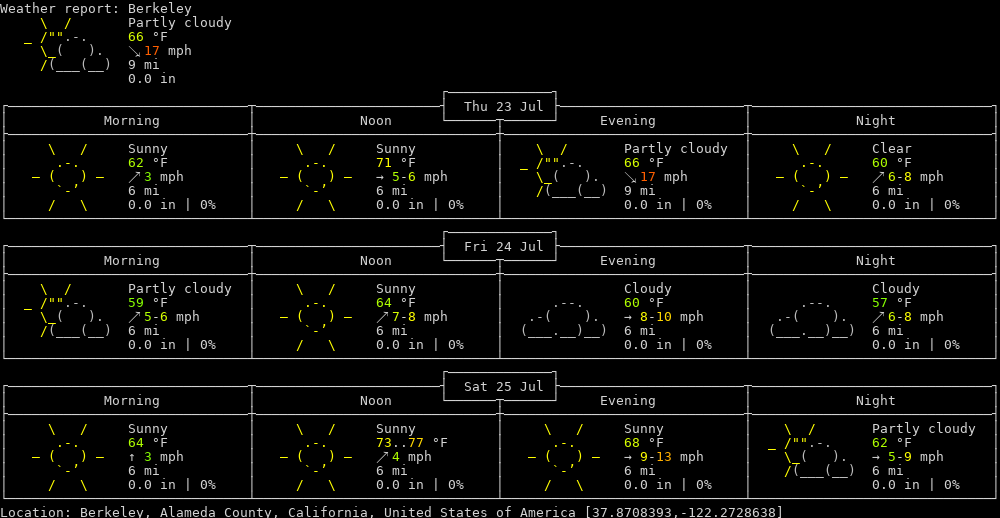 Weather report: Berkeley
Partly cloudy
66 °F
↘ 17 mph
9 mi
0.0 in
Thu 23 Jul
Morning Noon Evening Night
Sunny Sunny Partly cloudy Clear
62 °F 71 °F 66 °F 60 °F
↗ 3 mph → 5-6 mph ↘ 17 mph ↗ 6-8 mph
6 mi 6 mi 9 mi 6 mi
0.0 in | 0% 0.0 in | 0% 0.0 in | 0% 0.0 in | 0%
Fri 24 Jul
Morning Noon Evening Night
Partly cloudy Sunny Cloudy Cloudy
59 °F 64 °F 60 °F 57 °F
↗ 5-6 mph ↗ 7-8 mph → 8-10 mph ↗ 6-8 mph
6 mi 6 mi 6 mi 6 mi
0.0 in | 0% 0.0 in | 0% 0.0 in | 0% 0.0 in | 0%
Sat 25 Jul
Morning Noon Evening Night
Sunny Sunny Sunny Partly cloudy
64 °F 73..77 °F 68 °F 62 °F
↑ 3 mph ↗ 4 mph → 9-13 mph → 5-9 mph
6 mi 6 mi 6 mi 6 mi
0.0 in | 0% 0.0 in | 0% 0.0 in | 0% 0.0 in | 0%
Location: Berkeley, Alameda County, California, United States of America [37.8708393,-122.2728638]